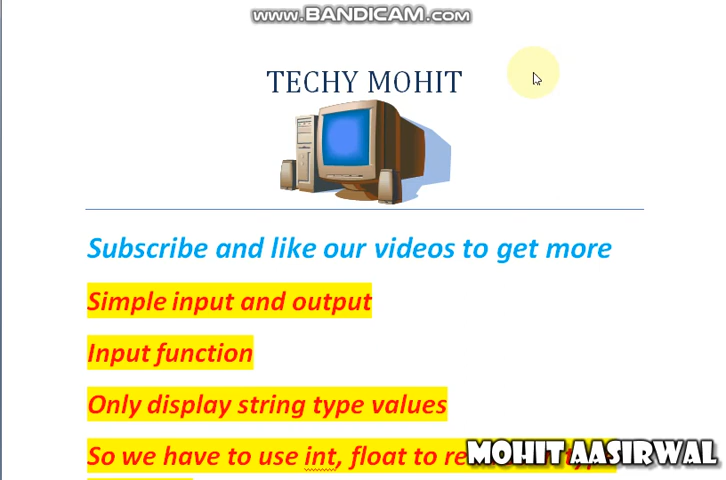 www.BANDICAM.com
TECHY MOHIT
Subscribe and like our videos to get more
Simple input and output
Input function
Only display string type values
So we have to use int, float to re
MOHIT AASIRWAL